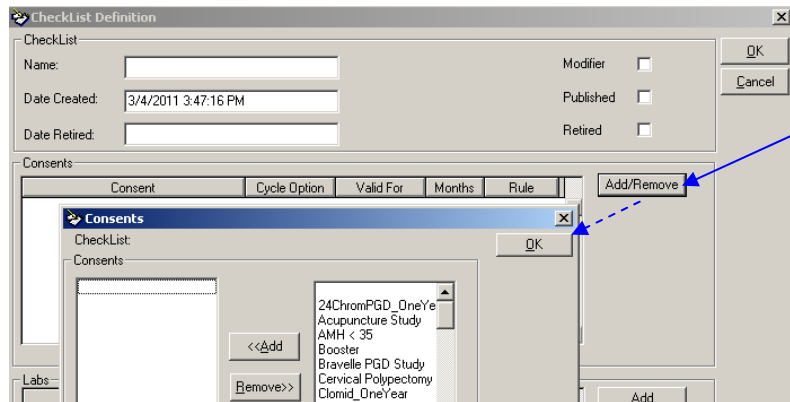 CheckList Definition
CheckList
Name:
Modifier
OK
Date Created: 3/4/2011 3:47:16 PM
Published
Cancel
Date Retired:
Retired
Consents
Consent Cycle Option Valid For Months Rule
Add/Remove
Consents
CheckList:
OK
Consents
24ChromPGD_OneYe
Acupuncture Study
AMH < 35
<<Add
Booster
Bravelle PGD Study
Cervical Polypectomy
Remove>>
Clomid_OneYear
Labs
Add